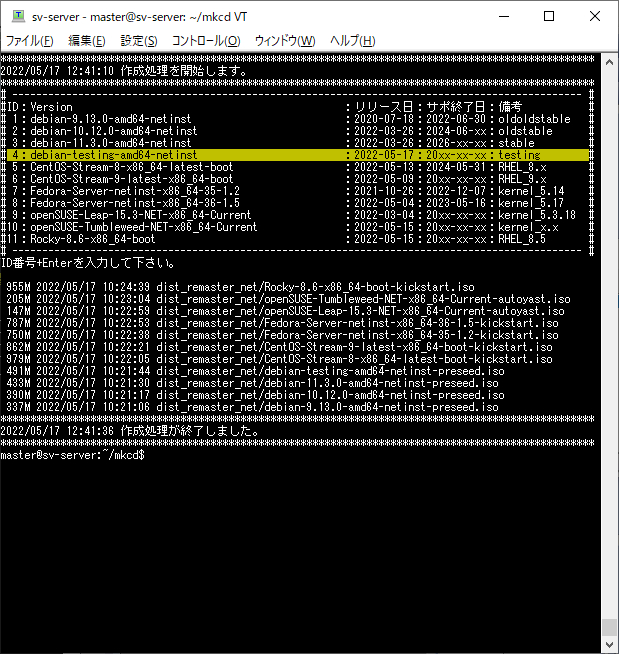 sv-server - master@sv-server: ~/mkcd VT
ファイル(F) 編集(E) 設定(S) コントロール(O) ウィンドウ(W) ヘルプ(H)
*******************************************************************************
2022/05/17 12:41:10 作成処理を開始します。
*******************************************************************************
# ---------------------------------------------------------------------------- #
#ID:Version :リリース日:サポ終了日:備考 #
# 1:debian-9.13.0-amd64-netinst :2020-07-18:2022-06-30:oldoldstable #
# 2:debian-10.12.0-amd64-netinst :2022-03-26:2024-06-xx:oldstable #
# 3:debian-11.3.0-amd64-netinst :2022-03-26:2026-xx-xx:stable #
# 4:debian-testing-amd64-netinst :2022-05-17:20xx-xx-xx:testing #
# 5:CentOS-Stream-8-x86_64-latest-boot :2022-05-13:2024-05-31:RHEL_8.x #
# 6:CentOS-Stream-9-latest-x86_64-boot :2022-05-09:20xx-xx-xx:RHEL_9.x #
# 7:Fedora-Server-netinst-x86_64-35-1.2 :2021-10-26:2022-12-07:kernel_5.14 #
# 8:Fedora-Server-netinst-x86_64-36-1.5 :2022-05-04:2023-05-16:kernel_5.17 #
# 9:openSUSE-Leap-15.3-NET-x86_64-Current :2022-03-04:20xx-xx-xx:kernel_5.3.18 #
#10:openSUSE-Tumbleweed-NET-x86_64-Current :2022-05-15:20xx-xx-xx:kernel_x.x #
#11:Rocky-8.6-x86_64-boot :2022-05-15:20xx-xx-xx:RHEL_8.5 #
# ---------------------------------------------------------------------------- #
ID番号+Enterを入力して下さい。
955M 2022/05/17 10:24:39 dist_remaster_net/Rocky-8.6-x86_64-boot-kickstart.iso
205M 2022/05/17 10:23:04 dist_remaster_net/openSUSE-Tumbleweed-NET-x86_64-Current-autoyast.iso
147M 2022/05/17 10:22:59 dist_remaster_net/openSUSE-Leap-15.3-NET-x86_64-Current-autoyast.iso
787M 2022/05/17 10:22:53 dist_remaster_net/Fedora-Server-netinst-x86_64-36-1.5-kickstart.iso
750M 2022/05/17 10:22:38 dist_remaster_net/Fedora-Server-netinst-x86_64-35-1.2-kickstart.iso
862M 2022/05/17 10:22:21 dist_remaster_net/CentOS-Stream-9-latest-x86_64-boot-kickstart.iso
979M 2022/05/17 10:22:05 dist_remaster_net/CentOS-Stream-8-x86_64-latest-boot-kickstart.iso
491M 2022/05/17 10:21:44 dist_remaster_net/debian-testing-amd64-netinst-preseed.iso
433M 2022/05/17 10:21:30 dist_remaster_net/debian-11.3.0-amd64-netinst-preseed.iso
390M 2022/05/17 10:21:17 dist_remaster_net/debian-10.12.0-amd64-netinst-preseed.iso
337M 2022/05/17 10:21:06 dist_remaster_net/debian-9.13.0-amd64-netinst-preseed.iso
*******************************************************************************
2022/05/17 12:41:36 作成処理が終了しました。
*******************************************************************************
master@sv-server:~/mkcd$